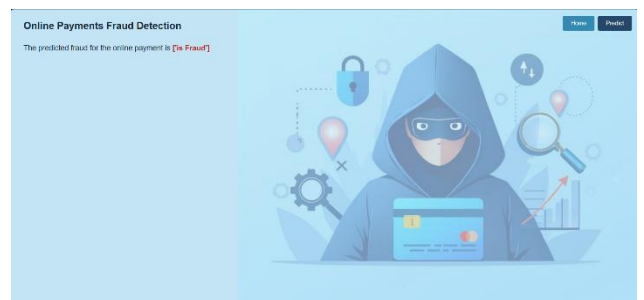 Online Payments Fraud Detection
Home
Predict
The predicted fraud for the online payment is ['is Fraud']